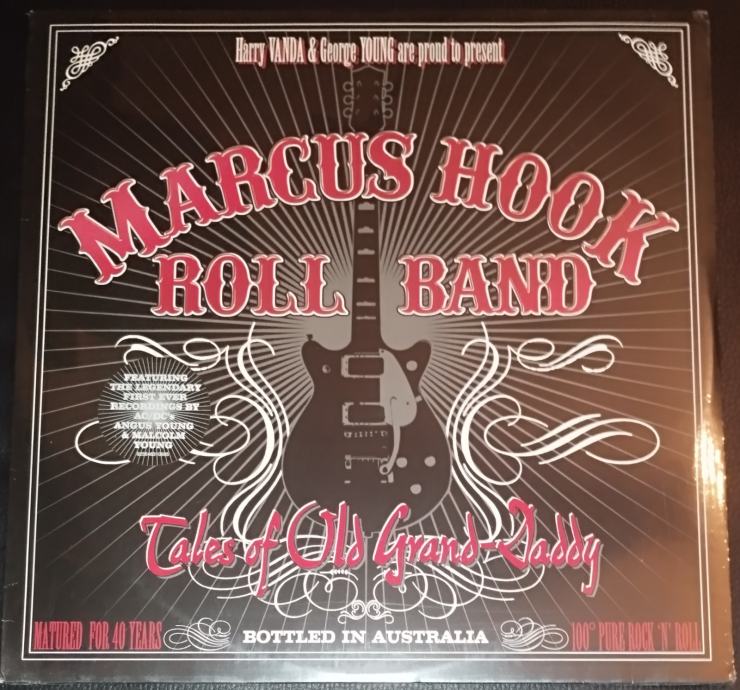 Harry VANDA & George YOUNG are proud to present
MARCUS HOOK
ROLL BAND
FEATURING
THE LEGENDARY
FIRST EVER
RECORDINGS BY
AC/DC's
ANGUS YOUNG
& MALCOLM
YOUNG
Tales of Old Grand-Daddy
MATURED FOR 40 YEARS
BOTTLED IN AUSTRALIA
100° PURE ROCK 'N' ROLL